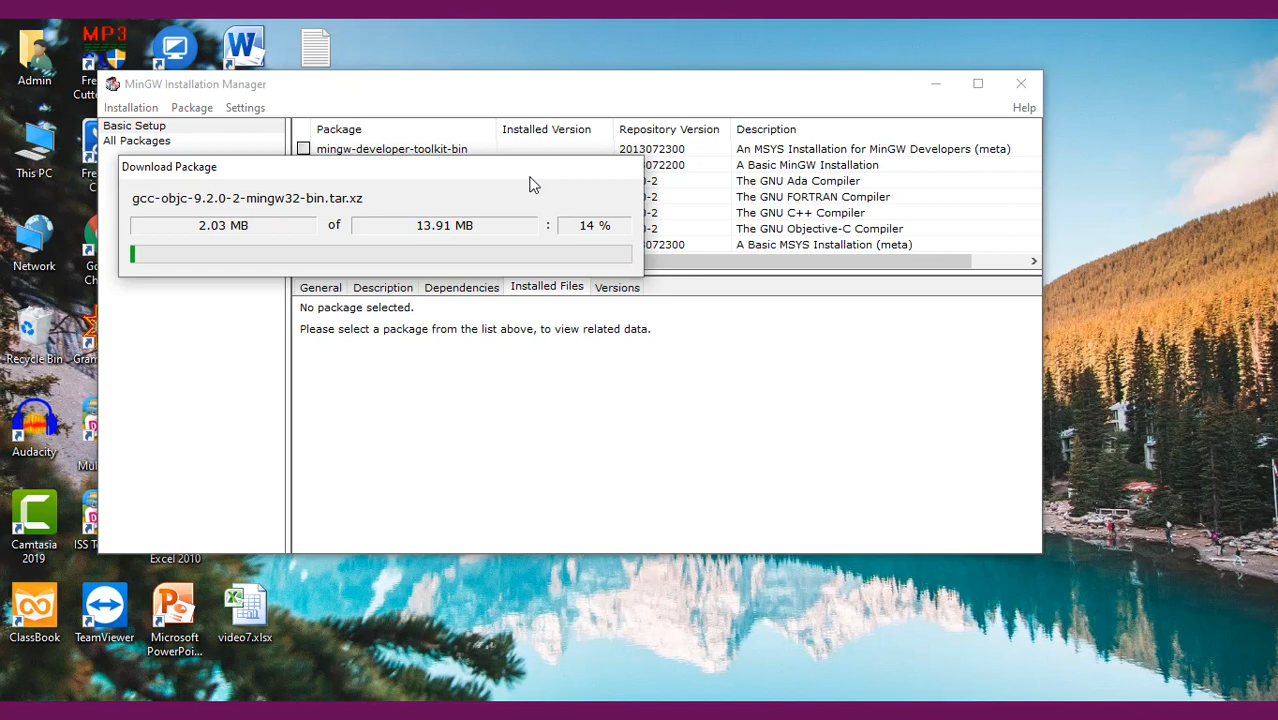 MP3
Admin
Fre
Cutte
MinGW Installation Manager
Installation Package Settings Help
Basic Setup
All Packages
Package Installed Version Repository Version Description
mingw-developer-toolkit-bin 2013072300 An MSYS Installation for MinGW Developers (meta)
072200 A Basic MinGW Installation
0-2 The GNU Ada Compiler
0-2 The GNU FORTRAN Compiler
0-2 The GNU C++ Compiler
0-2 The GNU Objective-C Compiler
072300 A Basic MSYS Installation (meta)
Download Package
gcc-objc-9.2.0-2-mingw32-bin.tar.xz
2.03 MB of 13.91 MB : 14 %
General Description Dependencies Installed Files Versions
No package selected.
Please select a package from the list above, to view related data.
This PC
Network
Go
Ch
Recycle Bin
Gram
Audacity
Mul
Camtasia
2019
ISS T
Excel 2010
ClassBook
TeamViewer
Microsoft
PowerPoi...
video7.xlsx